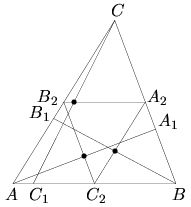 C
B₂ A₂
B₁ A₁
A C₁ C₂ B